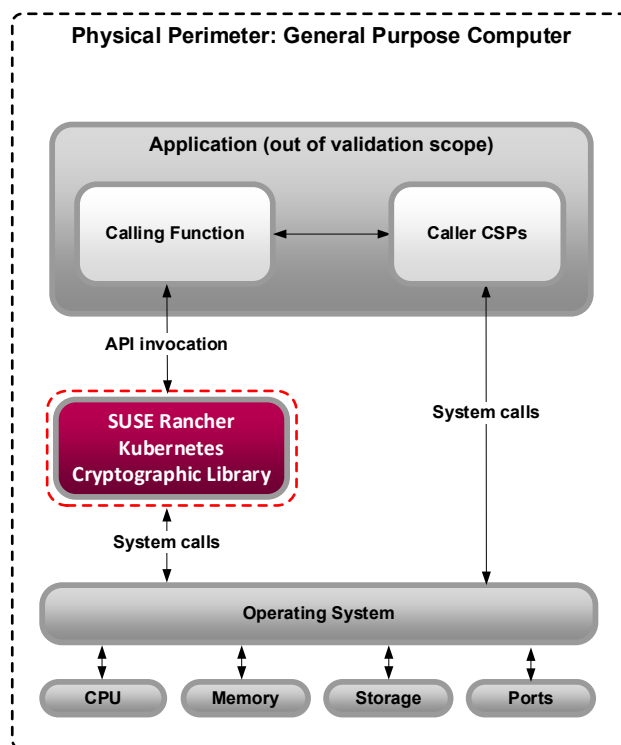 Physical Perimeter: General Purpose Computer
Application (out of validation scope)
Calling Function
Caller CSPs
API invocation
SUSE Rancher
Kubernetes
Cryptographic Library
System calls
System calls
Operating System
CPU
Memory
Storage
Ports